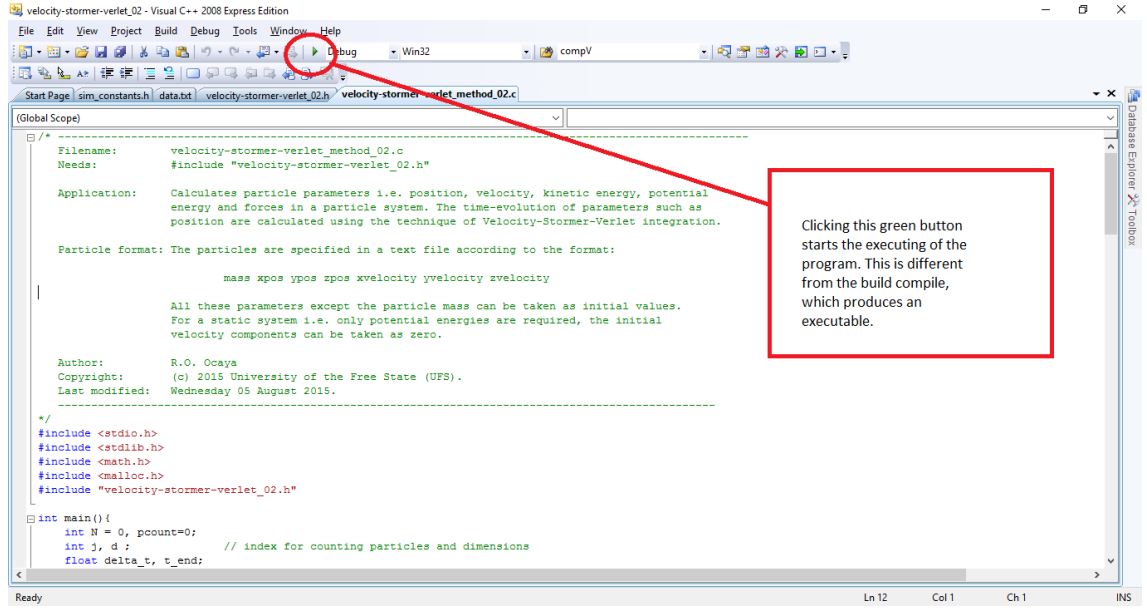 velocity-stormer-verlet_02 - Visual C++ 2008 Express Edition
File Edit View Project Build Debug Tools Window Help
Debug Win32 compV
Start Page sim_constants.h data.txt velocity-stormer-verlet_02.h velocity-stormer-verlet_method_02.c
(Global Scope)
/* ----------------------------------------------------------------------------------------
Filename: velocity-stormer-verlet_method_02.c
Needs: #include "velocity-stormer-verlet_02.h"
Application: Calculates particle parameters i.e. position, velocity, kinetic energy, potential
energy and forces in a particle system. The time-evolution of parameters such as
position are calculated using the technique of Velocity-Stormer-Verlet integration.
Particle format: The particles are specified in a text file according to the format:
mass xpos ypos zpos xvelocity yvelocity zvelocity
All these parameters except the particle mass can be taken as initial values.
For a static system i.e. only potential energies are required, the initial
velocity components can be taken as zero.
Author: R.O. Ocaya
Copyright: (c) 2015 University of the Free State (UFS).
Last modified: Wednesday 05 August 2015.
------------------------------------------------------------------------------------
*/
#include <stdio.h>
#include <stdlib.h>
#include <math.h>
#include <malloc.h>
#include "velocity-stormer-verlet_02.h"
int main(){
int N = 0, pcount=0;
int j, d ; // index for counting particles and dimensions
float delta_t, t_end;
Clicking this green button
starts the executing of the
program. This is different
from the build compile,
which produces an
executable.
Database Explorer
Toolbox
Ready Ln 12 Col 1 Ch 1 INS